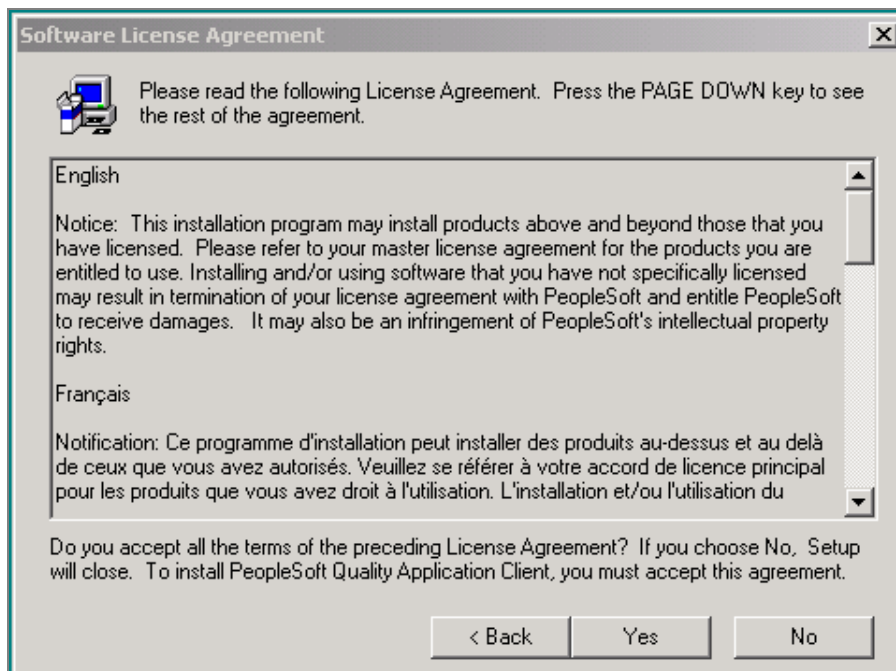 Software License Agreement
Please read the following License Agreement.  Press the PAGE DOWN key to see
the rest of the agreement.
English
Notice:  This installation program may install products above and beyond those that you
have licensed.  Please refer to your master license agreement for the products you are
entitled to use. Installing and/or using software that you have not specifically licensed
may result in termination of your license agreement with PeopleSoft and entitle PeopleSoft
to receive damages.   It may also be an infringement of PeopleSoft's intellectual property
rights.
Français
Notification: Ce programme d'installation peut installer des produits au-dessus et au delà
de ceux que vous avez autorisés. Veuillez se référer à votre accord de licence principal
pour les produits que vous avez droit à l'utilisation. L'installation et/ou l'utilisation du
Do you accept all the terms of the preceding License Agreement?  If you choose No,  Setup
will close.  To install PeopleSoft Quality Application Client, you must accept this agreement.
< Back
Yes
No